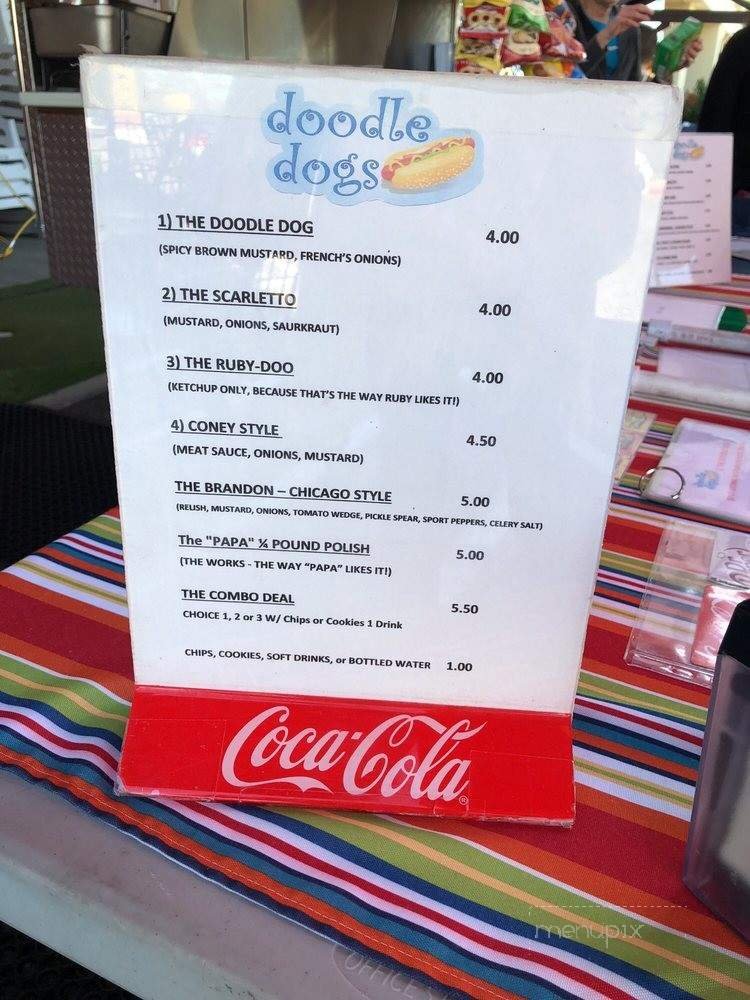 doodle
dogs
1) THE DOODLE DOG 4.00
(SPICY BROWN MUSTARD, FRENCH'S ONIONS)
2) THE SCARLETTO 4.00
(MUSTARD, ONIONS, SAURKRAUT)
3) THE RUBY-DOO 4.00
(KETCHUP ONLY, BECAUSE THAT'S THE WAY RUBY LIKES IT!)
4) CONEY STYLE 4.50
(MEAT SAUCE, ONIONS, MUSTARD)
THE BRANDON – CHICAGO STYLE 5.00
(RELISH, MUSTARD, ONIONS, TOMATO WEDGE, PICKLE SPEAR, SPORT PEPPERS, CELERY SALT)
The "PAPA" ¼ POUND POLISH 5.00
(THE WORKS - THE WAY "PAPA" LIKES IT!)
THE COMBO DEAL 5.50
CHOICE 1, 2 or 3 W/ Chips or Cookies 1 Drink
CHIPS, COOKIES, SOFT DRINKS, or BOTTLED WATER 1.00
Coca-Cola
menupix
OFFICE